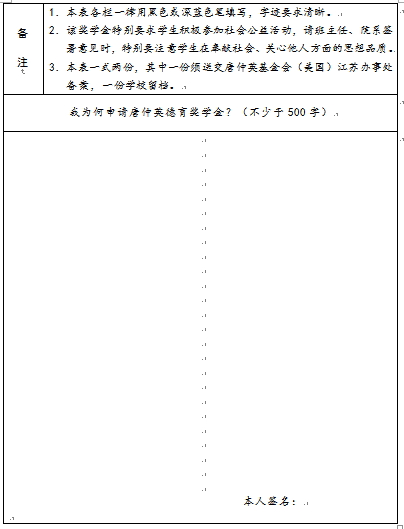 备注
1. 本表各栏一律用黑色或深蓝色笔填写，字迹要求清晰。
2. 该奖学金特别要求学生积极参加社会公益活动，请班主任、院系签
署意见时，特别要注意学生在奉献社会、关心他人方面的思想品质。
3. 本表一式两份，其中一份须送交唐仲英基金会（美国）江苏办事处
备案，一份学校留档。
我为何申请唐仲英德育奖学金？（不少于 500 字）
本人签名：